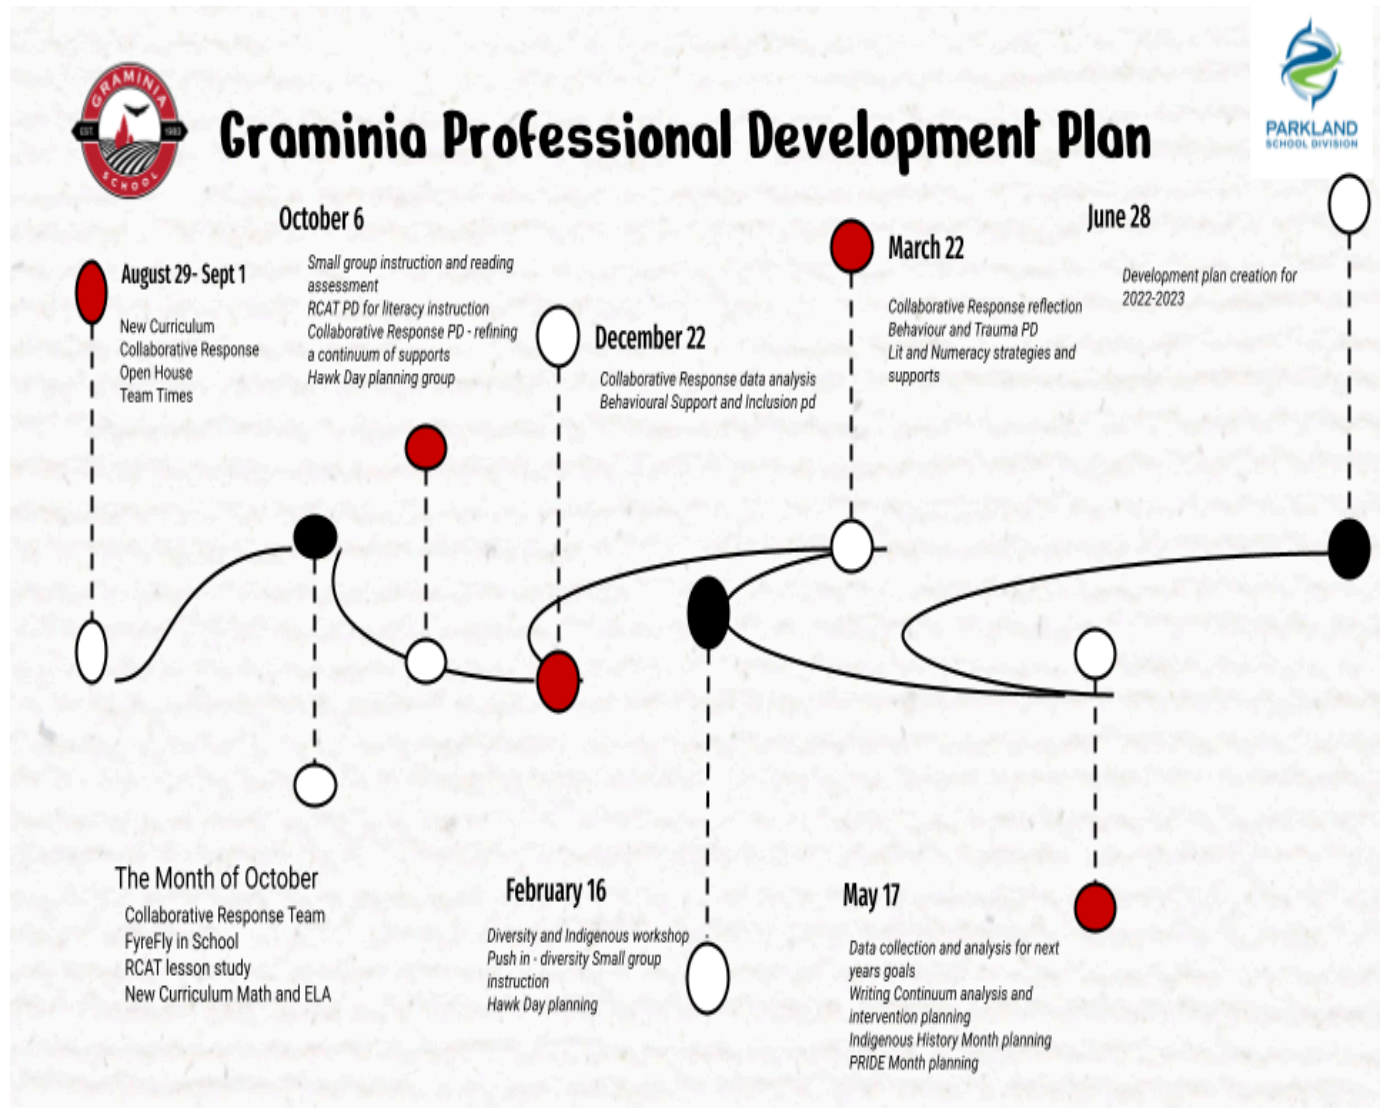 GRAMINIA
EST. 1983
SCHOOL
Graminia Professional Development Plan
PARKLAND
SCHOOL DIVISION
August 29- Sept 1
New Curriculum
Collaborative Response
Open House
Team Times
October 6
Small group instruction and reading
assessment
RCAT PD for literacy instruction
Collaborative Response PD - refining
a continuum of supports
Hawk Day planning group
December 22
Collaborative Response data analysis
Behavioural Support and Inclusion pd
March 22
Collaborative Response reflection
Behaviour and Trauma PD
Lit and Numeracy strategies and
supports
June 28
Development plan creation for
2022-2023
The Month of October
Collaborative Response Team
FyreFly in School
RCAT lesson study
New Curriculum Math and ELA
February 16
Diversity and Indigenous workshop
Push in - diversity Small group
instruction
Hawk Day planning
May 17
Data collection and analysis for next
years goals
Writing Continuum analysis and
Intervention planning
Indigenous History Month planning
PRIDE Month planning